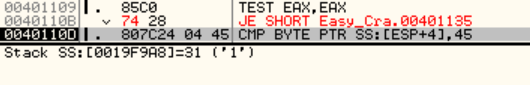 00401109 | . 85C0 TEST EAX,EAX
0040110B . 74 28 JE SHORT Easy_Cra.00401135
0040110D | . 807C24 04 45 CMP BYTE PTR SS:[ESP+4],45
Stack SS:[0019F9A8]=31 ('1')